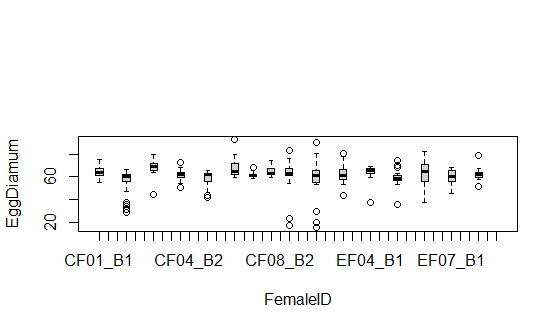 EggDiamum
60
20
CF01_B1 CF04_B2 CF08_B2 EF04_B1 EF07_B1
FemaleID